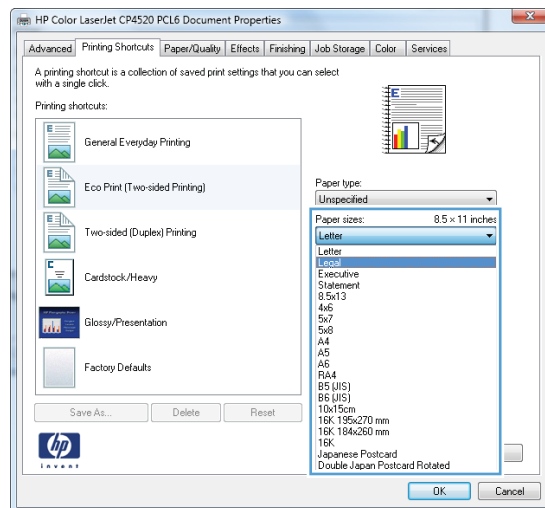 HP Color LaserJet CP4520 PCL6 Document Properties
Advanced Printing Shortcuts Paper/Quality Effects Finishing Job Storage Color Services
A printing shortcut is a collection of saved print settings that you can select
with a single click.
Printing shortcuts:
General Everyday Printing
Eco Print (Two-sided Printing)
Two-sided (Duplex) Printing
Cardstock/Heavy
Glossy/Presentation
Factory Defaults
Save As... Delete Reset
hp
invent
E
Paper type:
Unspecified
Paper sizes: 8.5 × 11 inches
Letter
Letter
Legal
Executive
Statement
8.5x13
4x6
5x7
5x8
A4
A5
A6
RA4
B5 (JIS)
B6 (JIS)
10x15cm
16K 195x270 mm
16K 184x260 mm
16K
Japanese Postcard
Double Japan Postcard Rotated
OK Cancel